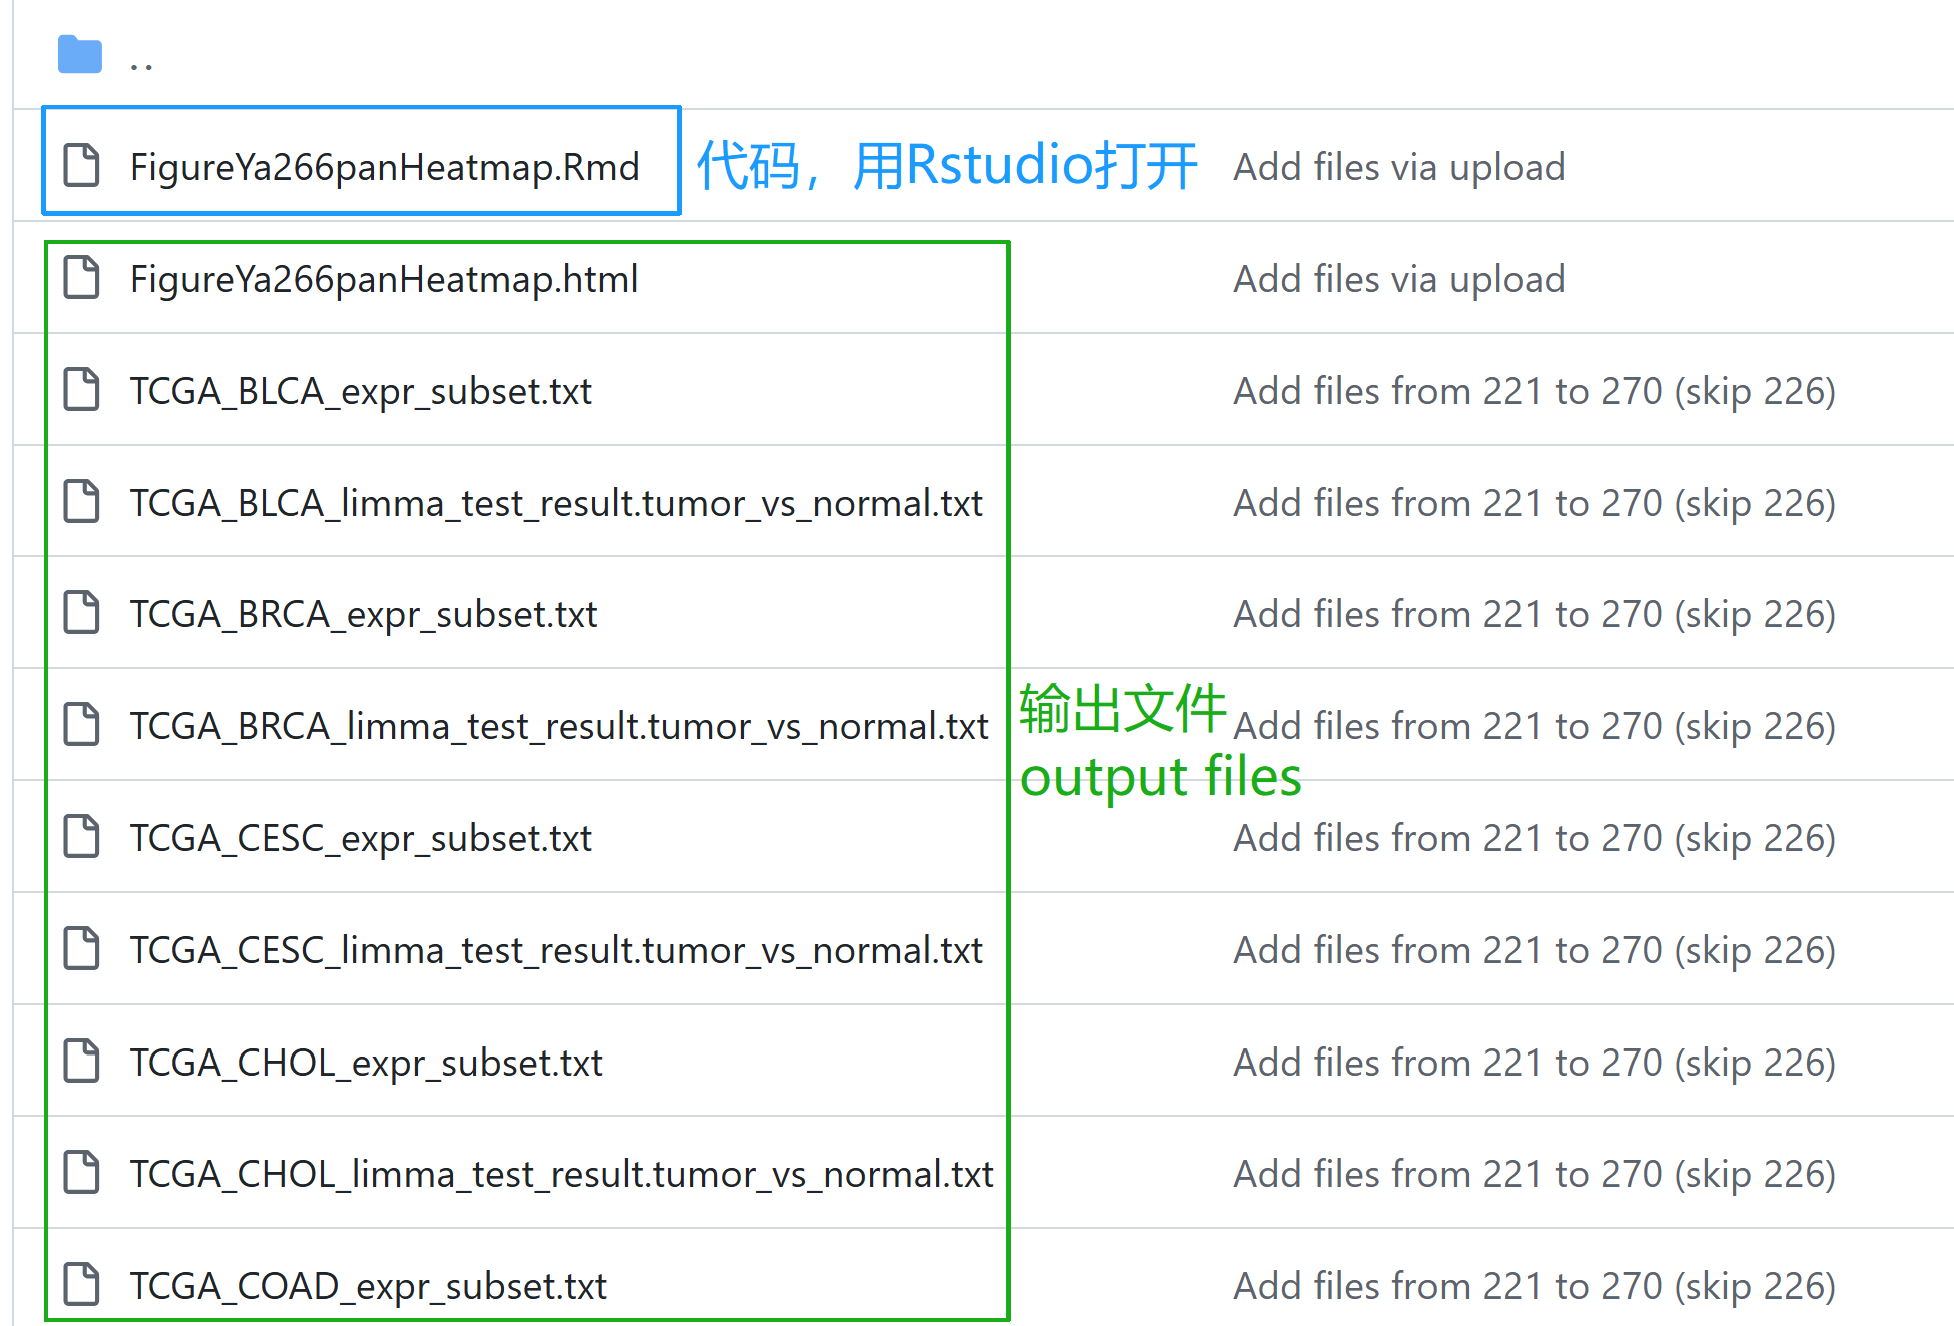 ..
FigureYa266panHeatmap.Rmd 代码，用Rstudio打开 Add files via upload
FigureYa266panHeatmap.html Add files via upload
TCGA_BLCA_expr_subset.txt Add files from 221 to 270 (skip 226)
TCGA_BLCA_limma_test_result.tumor_vs_normal.txt Add files from 221 to 270 (skip 226)
TCGA_BRCA_expr_subset.txt Add files from 221 to 270 (skip 226)
TCGA_BRCA_limma_test_result.tumor_vs_normal.txt 输出文件 Add files from 221 to 270 (skip 226)
output files
TCGA_CESC_expr_subset.txt Add files from 221 to 270 (skip 226)
TCGA_CESC_limma_test_result.tumor_vs_normal.txt Add files from 221 to 270 (skip 226)
TCGA_CHOL_expr_subset.txt Add files from 221 to 270 (skip 226)
TCGA_CHOL_limma_test_result.tumor_vs_normal.txt Add files from 221 to 270 (skip 226)
TCGA_COAD_expr_subset.txt Add files from 221 to 270 (skip 226)